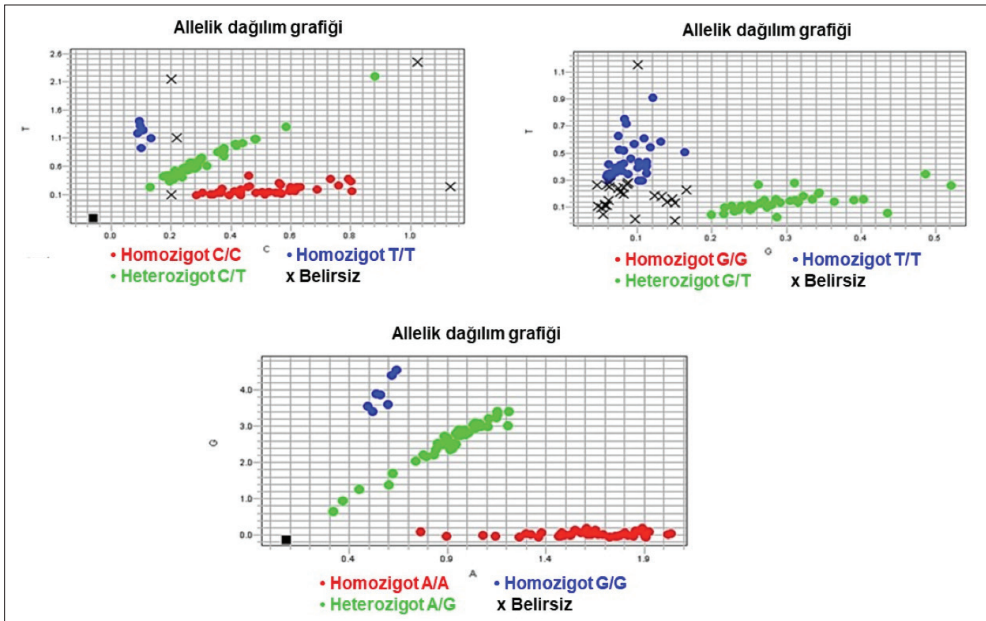 Allelik dağılım grafiği
2.6
2.1
1.6
1.1
0.6
0.1
T
0.0 0.2 0.4 0.6 0.8 1.0
C
• Homozigot C/C • Homozigot T/T
• Heterozigot C/T x Belirsiz
Allelik dağılım grafiği
1.1
0.9
0.7
0.5
0.3
0.1
T
0.1 0.2 0.3 0.4 0.5
G
• Homozigot G/G • Homozigot T/T
• Heterozigot G/T x Belirsiz
Allelik dağılım grafiği
4.0
3.0
2.0
1.0
0.0
G
0.4 0.9 1.4 1.9
A
• Homozigot A/A • Homozigot G/G
• Heterozigot A/G x Belirsiz